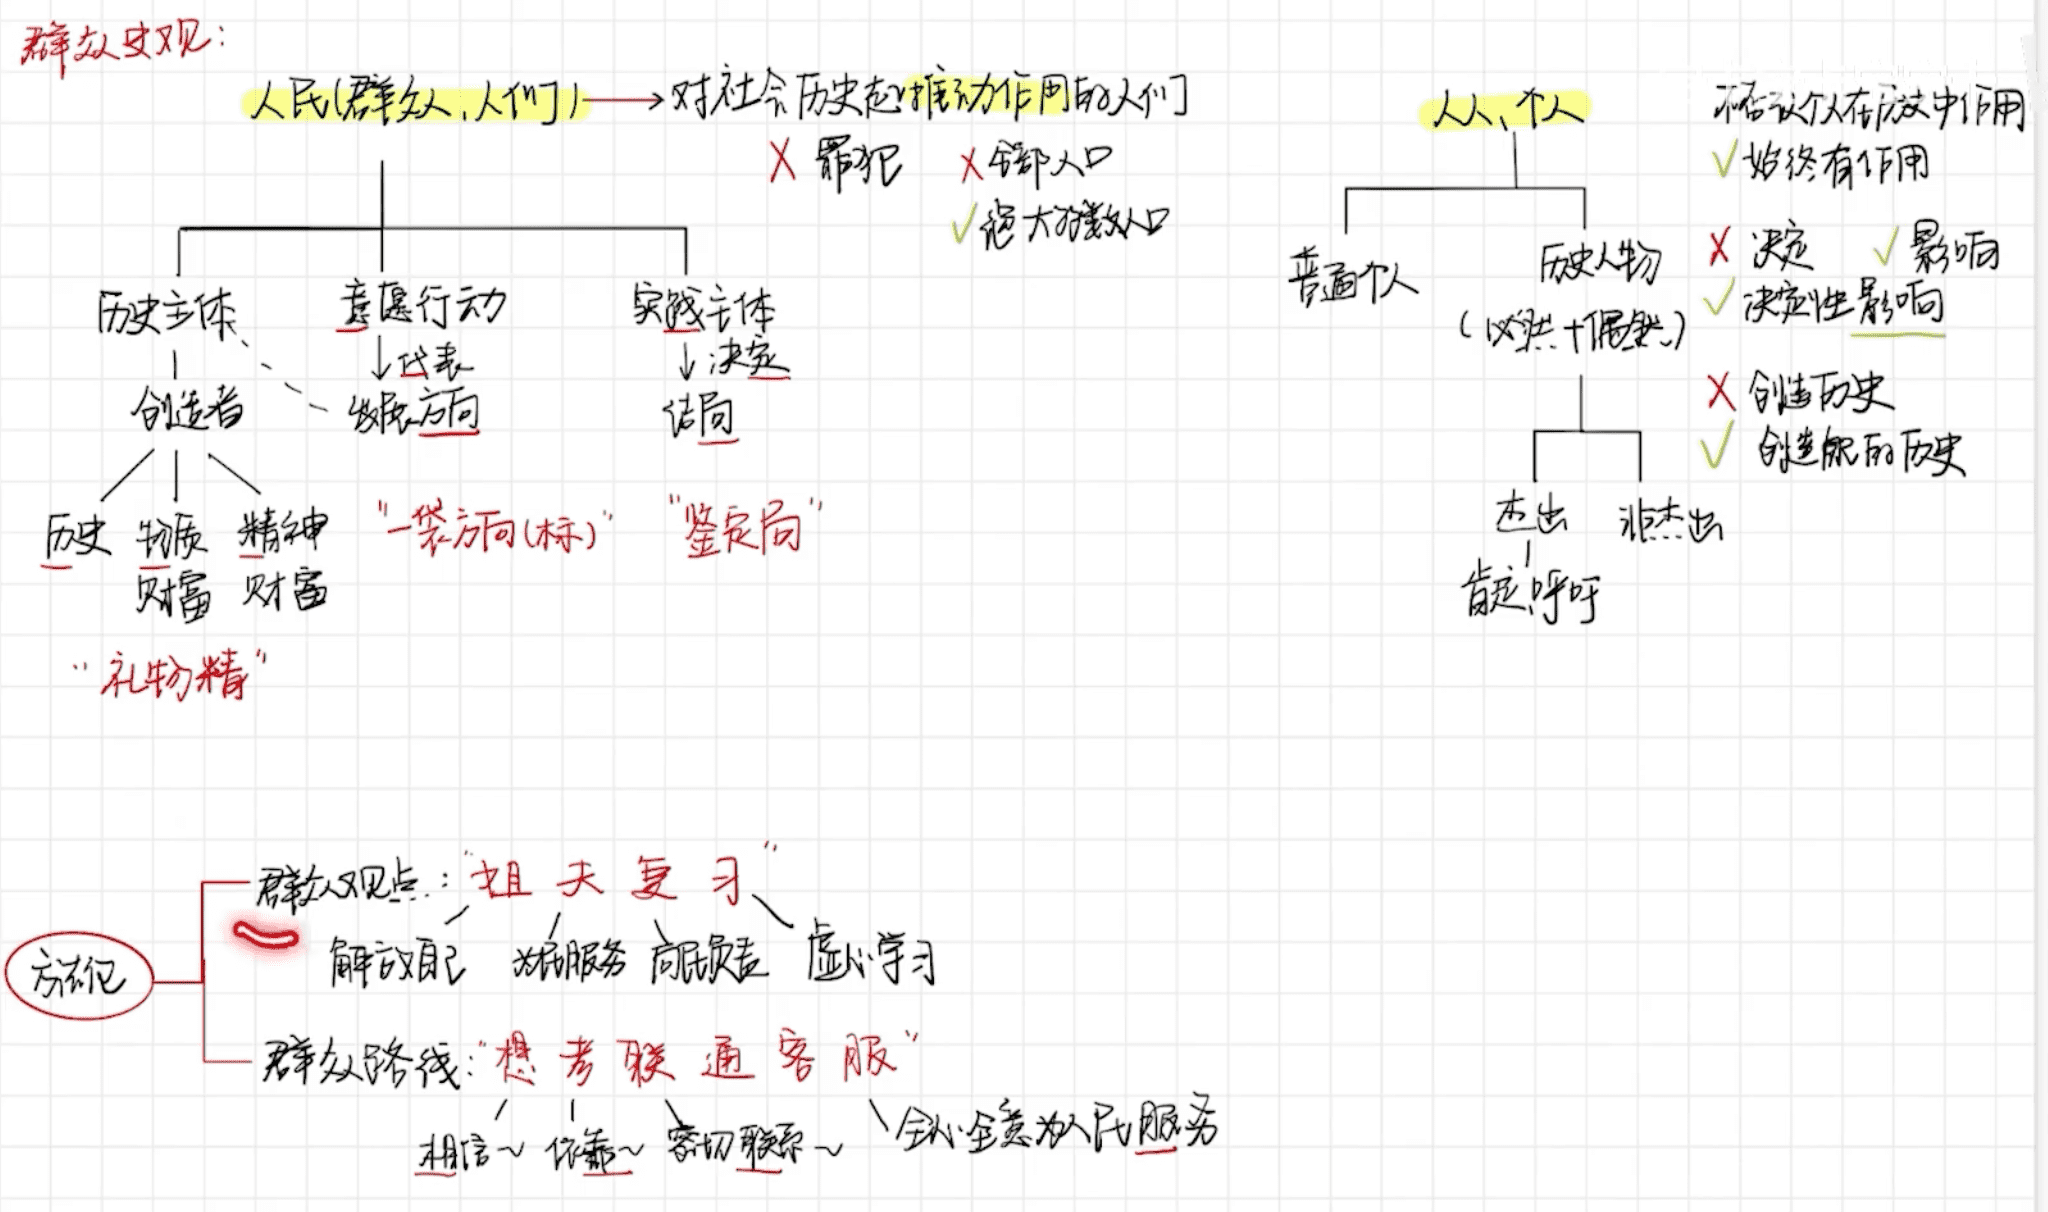 群众史观:
人民(群众、人们)→对社会历史起推动作用的人们
X 罪犯 X 全部人口
✓ 绝大多数人口
历史主体 意愿行动 实践主体
↓代表 ↓决定
创造者 发展方向 结局
历史 物质 精神
财富 财富
"一袋方向(标)" "鉴定局"
"礼物精"
人人、个人
普通个人 历史人物
(必然+偶然)
杰出 非杰出
肯定,呼吁
不否认个人在历史中作用
✓始终有作用
X 决定 ✓影响
✓决定性影响
X 创造历史
✓ 创造自己的历史
方法论
群众观点:"姐夫复习"
解放自己 为民服务 向民负责 虚心学习
群众路线:"想考联通客服"
相信~ 依靠~ 密切联系~ 全心全意为人民服务